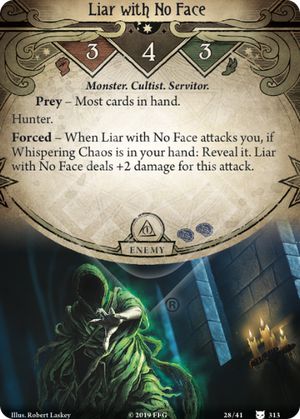 Liar with No Face
3 4 3
Monster. Cultist. Servitor.
Prey – Most cards in hand.
Hunter.
Forced – When Liar with No Face attacks you, if
Whispering Chaos is in your hand: Reveal it. Liar
with No Face deals +2 damage for this attack.
ENEMY
®
Illus. Robert Laskey
© 2019 FFG
28/41
313